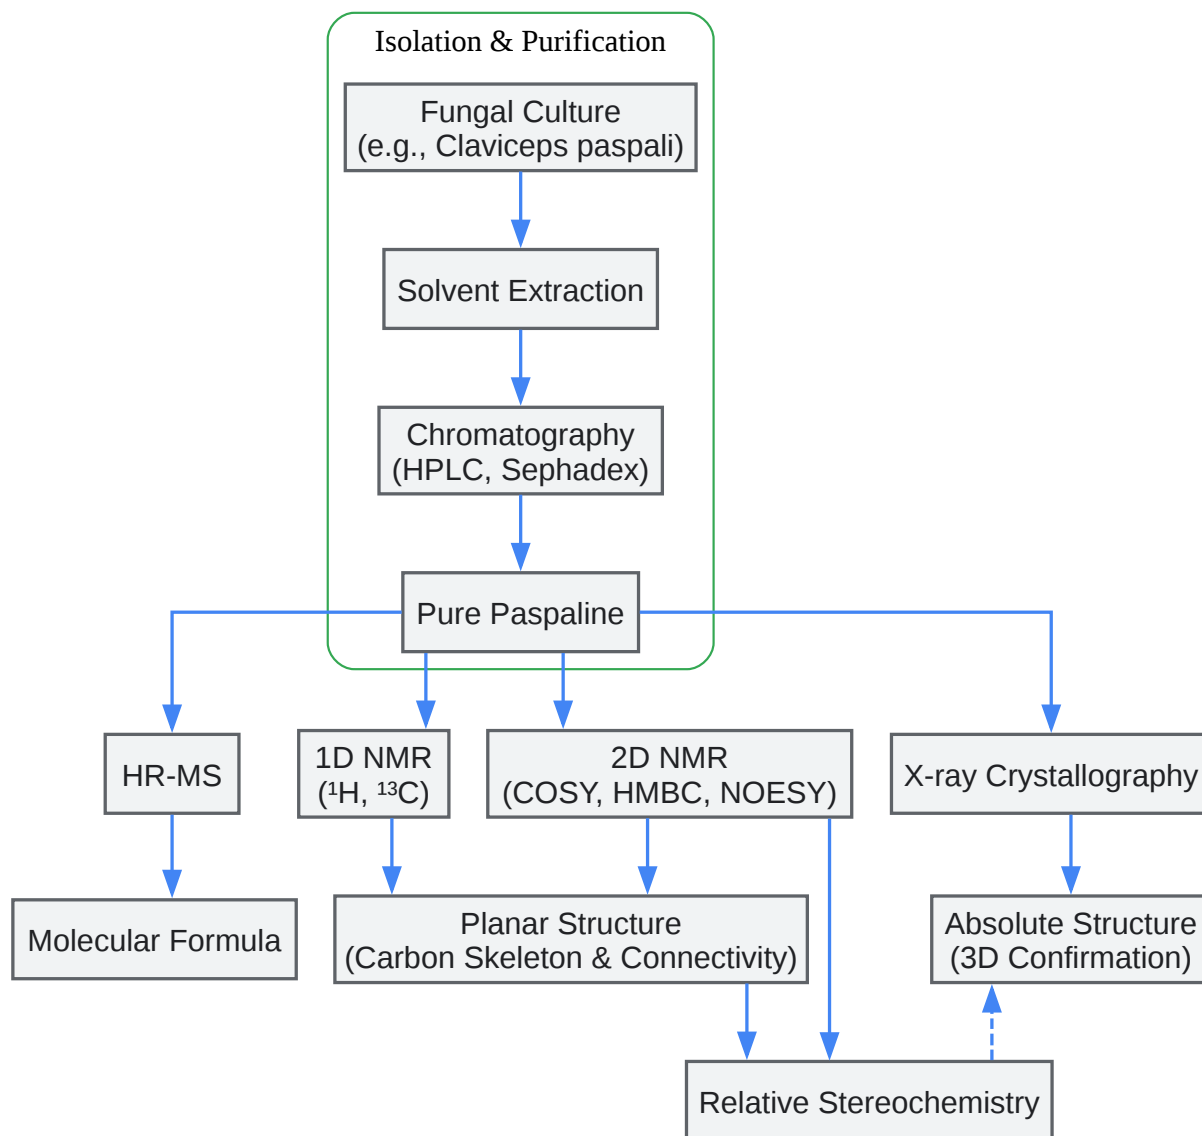 Isolation & Purification
Fungal Culture
(e.g., Claviceps paspali)
Solvent Extraction
Chromatography
(HPLC, Sephadex)
Pure Paspaline
HR-MS
1D NMR
(¹H, ¹³C)
2D NMR
(COSY, HMBC, NOESY)
X-ray Crystallography
Molecular Formula
Planar Structure
(Carbon Skeleton & Connectivity)
Absolute Structure
(3D Confirmation)
Relative Stereochemistry